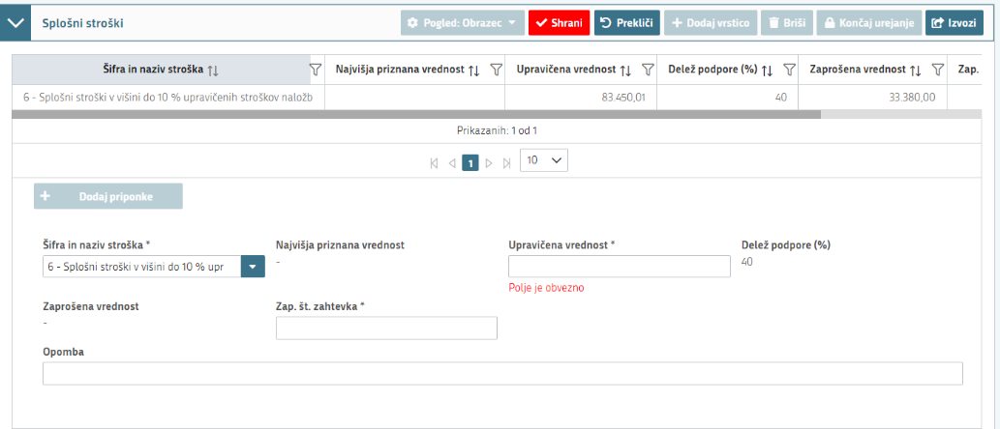 Splošni stroški
Pogled: Obrazec
Shrani
Prekliči
Dodaj vrstico
Briši
Končaj urejanje
Izvozi
Šifra in naziv stroška
Najvišja priznana vrednost
Upravičena vrednost
Delež podpore (%)
Zaprošena vrednost
Zap.
6 - Splošni stroški v višini do 10 % upravičenih stroškov naložb
83.450,01
40
33.380,00
Prikazanih: 1 od 1
1
10
Dodaj priponke
Šifra in naziv stroška *
Najvišja priznana vrednost
Upravičena vrednost *
Delež podpore (%)
6 - Splošni stroški v višini do 10 % upr
-
40
Polje je obvezno
Zaprošena vrednost
Zap. št. zahtevka *
-
Opomba